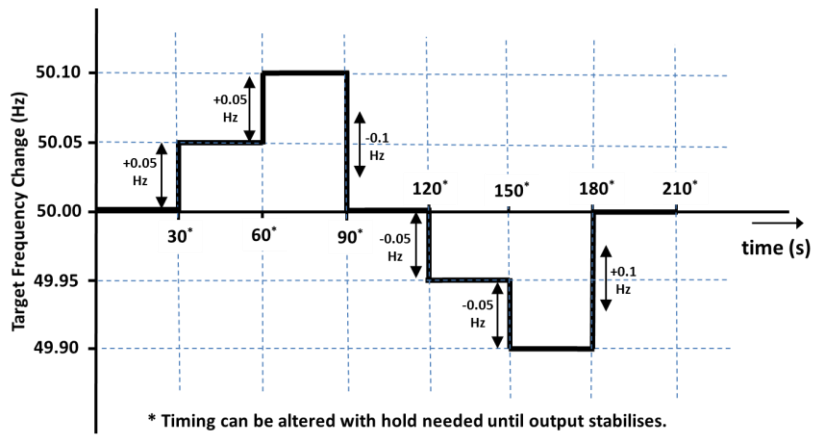 Target Frequency Change (Hz)
50.10
50.05
50.00
49.95
49.90
+0.05
Hz
+0.05
Hz
-0.1
Hz
30*
60*
90*
120*
150*
180*
210*
-0.05
Hz
-0.05
Hz
+0.1
Hz
time (s)
* Timing can be altered with hold needed until output stabilises.